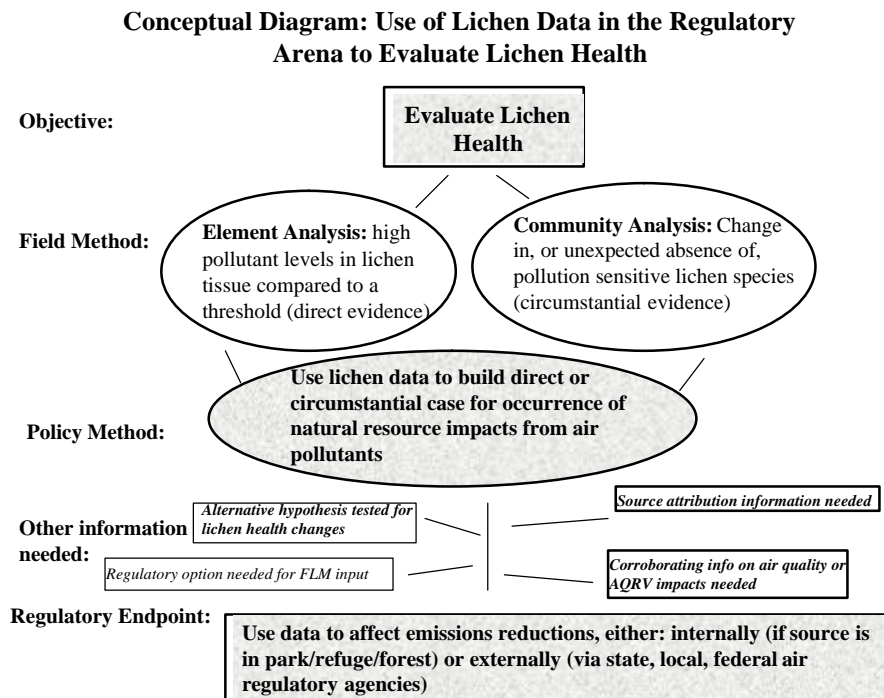 Conceptual Diagram: Use of Lichen Data in the Regulatory
Arena to Evaluate Lichen Health
Objective:
Evaluate Lichen
Health
Field Method:
Element Analysis: high
pollutant levels in lichen
tissue compared to a
threshold (direct evidence)
Community Analysis: Change
in, or unexpected absence of,
pollution sensitive lichen species
(circumstantial evidence)
Policy Method:
Use lichen data to build direct or
circumstantial case for occurrence of
natural resource impacts from air
pollutants
Other information
needed:
Alternative hypothesis tested for
lichen health changes
Source attribution information needed
Regulatory option needed for FLM input
Corroborating info on air quality or
AQRV impacts needed
Regulatory Endpoint:
Use data to affect emissions reductions, either: internally (if source is
in park/refuge/forest) or externally (via state, local, federal air
regulatory agencies)